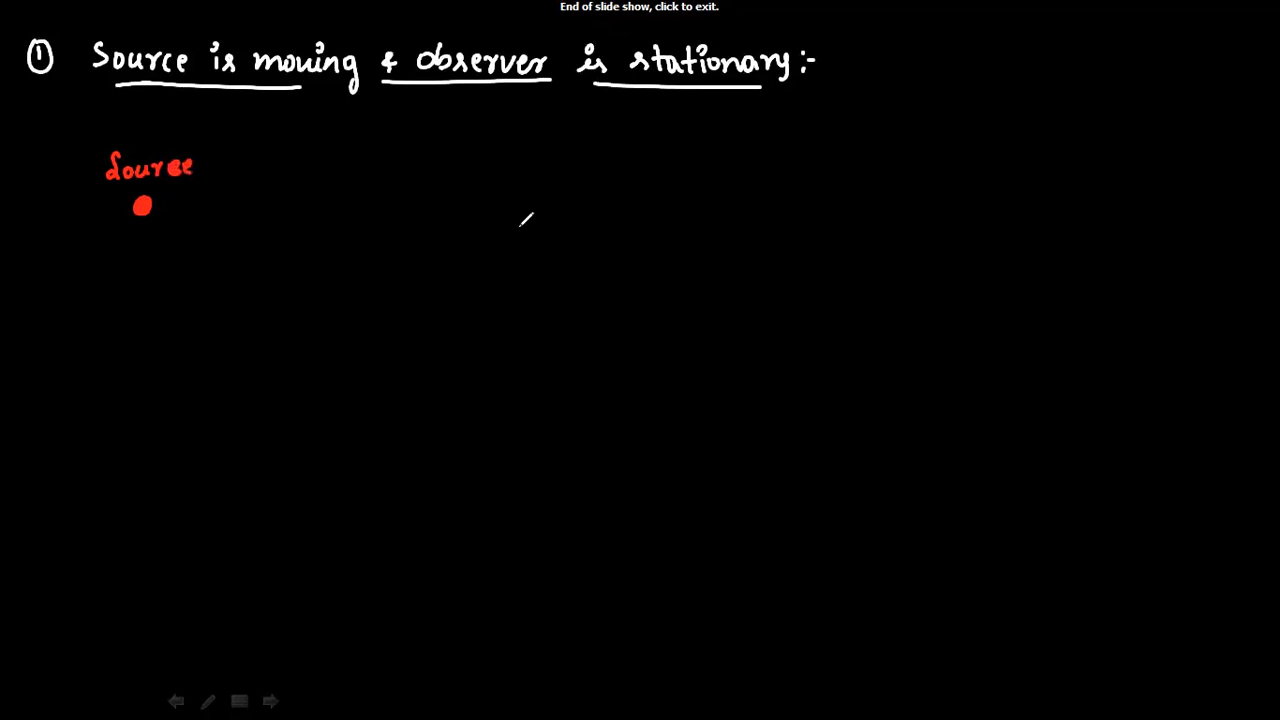 End of slide show, click to exit.
① Source is moving & observer is stationary :-
Source